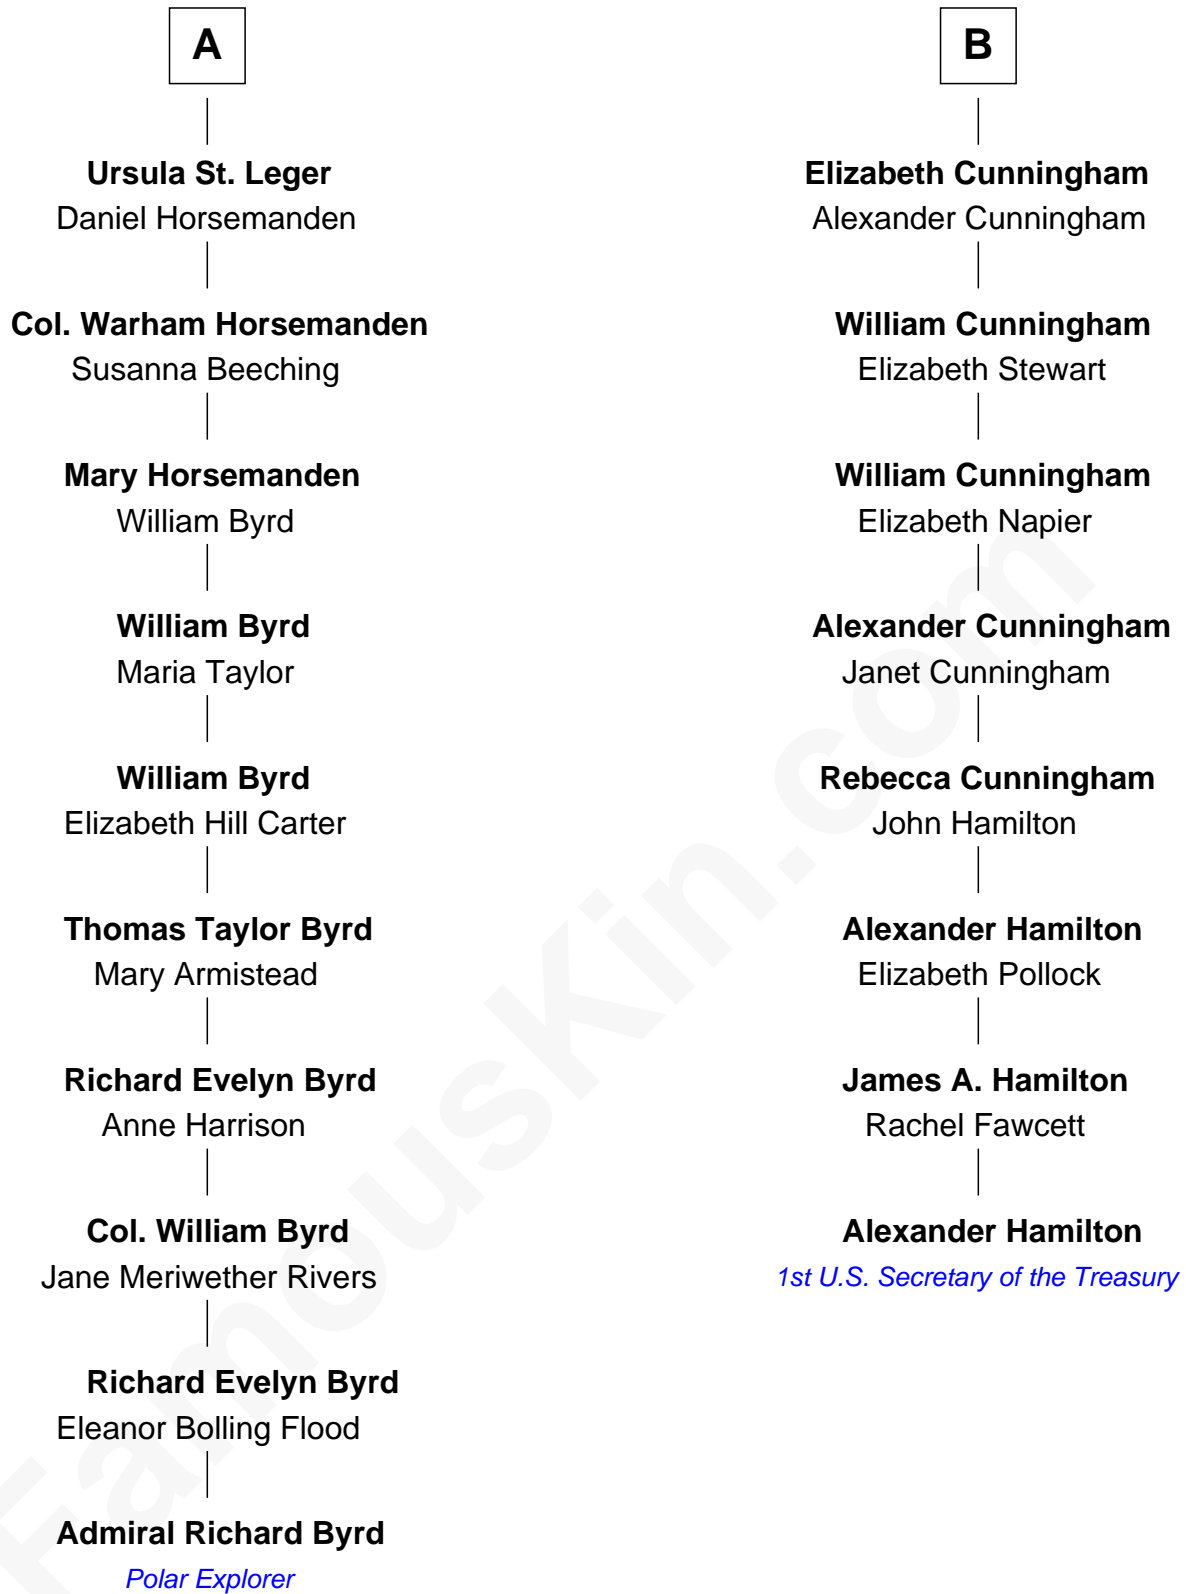 A
Ursula St. Leger
Daniel Horsemanden
Col. Warham Horsemanden
Susanna Beeching
Mary Horsemanden
William Byrd
William Byrd
Maria Taylor
William Byrd
Elizabeth Hill Carter
Thomas Taylor Byrd
Mary Armistead
Richard Evelyn Byrd
Anne Harrison
Col. William Byrd
Jane Meriwether Rivers
Richard Evelyn Byrd
Eleanor Bolling Flood
Admiral Richard Byrd
Polar Explorer
B
Elizabeth Cunningham
Alexander Cunningham
William Cunningham
Elizabeth Stewart
William Cunningham
Elizabeth Napier
Alexander Cunningham
Janet Cunningham
Rebecca Cunningham
John Hamilton
Alexander Hamilton
Elizabeth Pollock
James A. Hamilton
Rachel Fawcett
Alexander Hamilton
1st U.S. Secretary of the Treasury
FamousKin.com